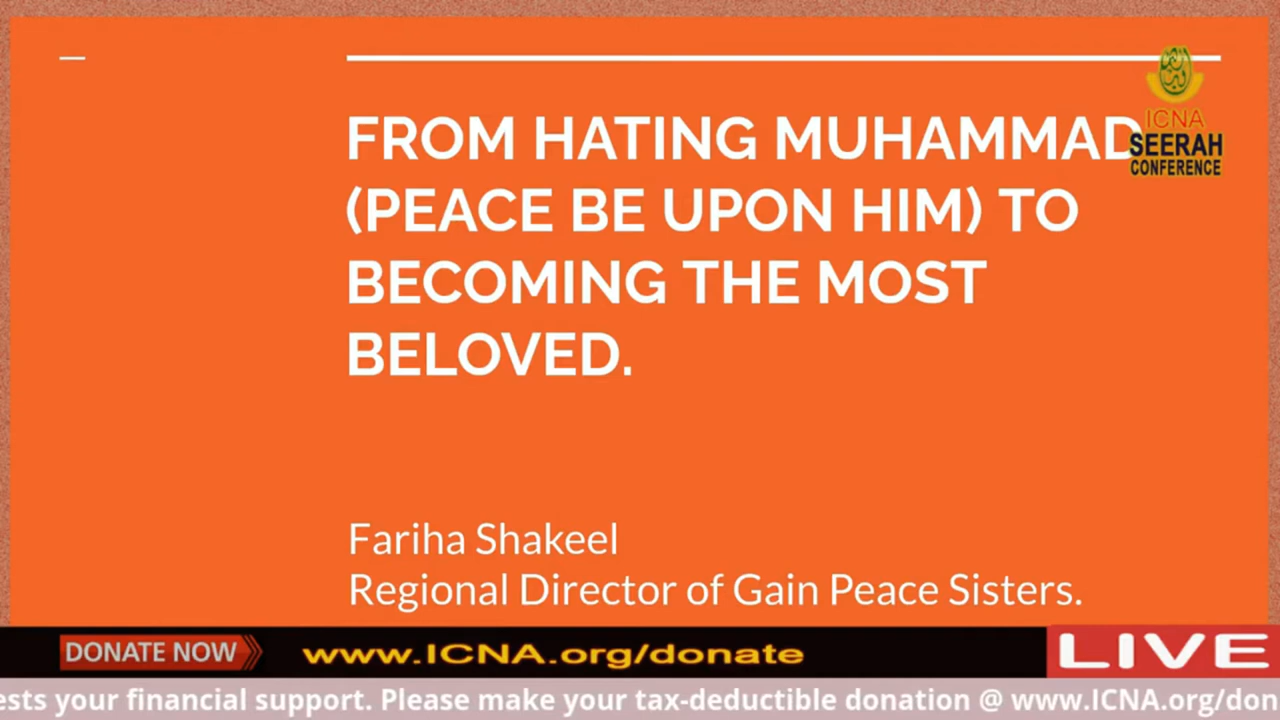 FROM HATING MUHAMMAD
(PEACE BE UPON HIM) TO
BECOMING THE MOST
BELOVED.
ICNA
SEERAH
CONFERENCE
Fariha Shakeel
Regional Director of Gain Peace Sisters.
DONATE NOW
www.ICNA.org/donate
LIVE
your financial support. Please make your tax-deductible donation @ www.ICNA.org/don